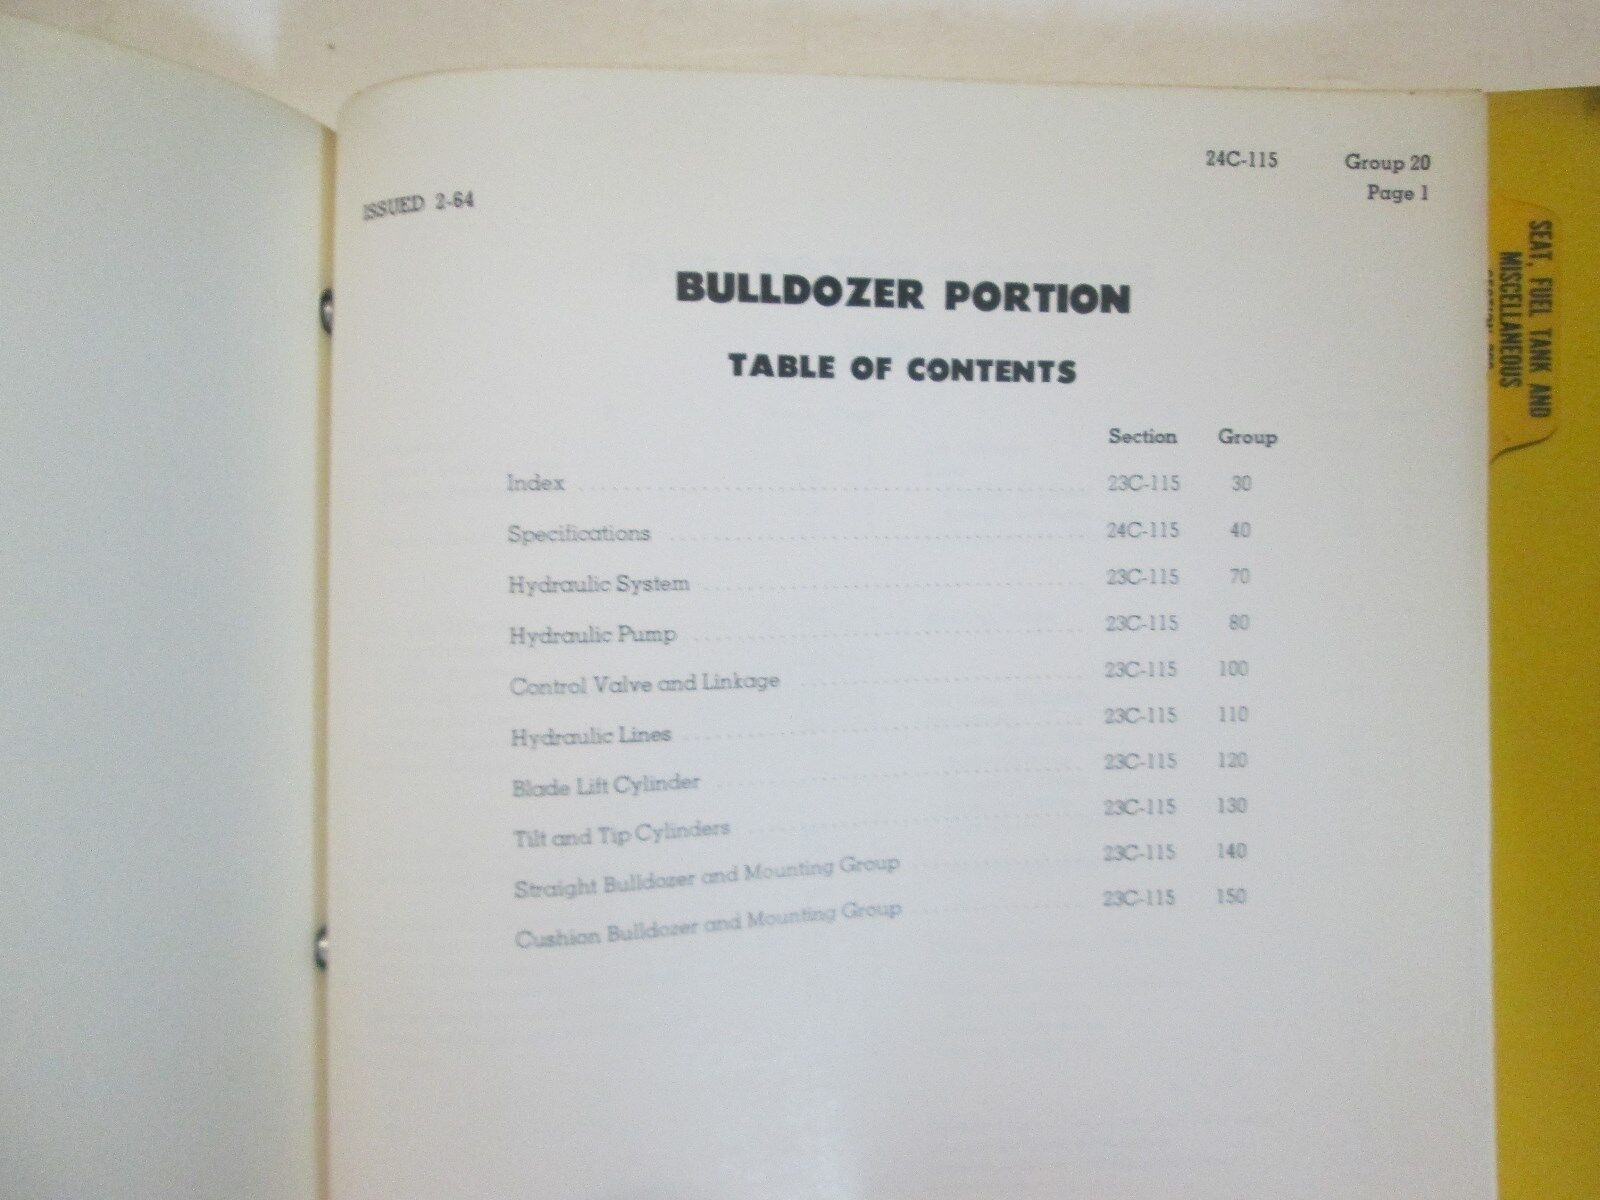 24C-115 Group 20
Page 1
ISSUED 2-64
BULLDOZER PORTION
TABLE OF CONTENTS
Section Group
Index 23C-115 30
Specifications 24C-115 40
Hydraulic System 23C-115 70
Hydraulic Pump 23C-115 80
Control Valve and Linkage 23C-115 100
Hydraulic Lines 23C-115 110
Blade Lift Cylinder 23C-115 120
Tilt and Tip Cylinders 23C-115 130
Straight Bulldozer and Mounting Group 23C-115 140
Cushion Bulldozer and Mounting Group 23C-115 150
SEAT, FUEL TANK AND
MISCELLANEOUS